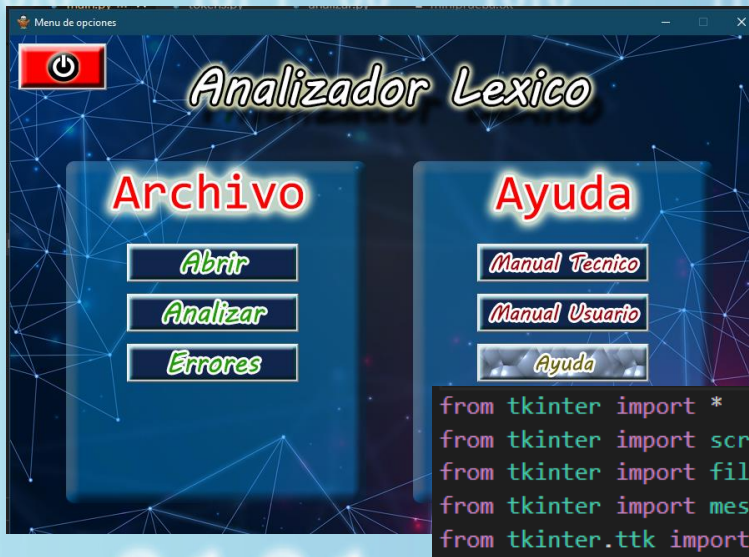 Menu de opciones
Analizador Lexico
Archivo
Abrir
Analizar
Errores
Ayuda
Manual Tecnico
Manual Usuario
Ayuda
from tkinter import *
from tkinter import scr
from tkinter import fil
from tkinter import mes
from tkinter.ttk import